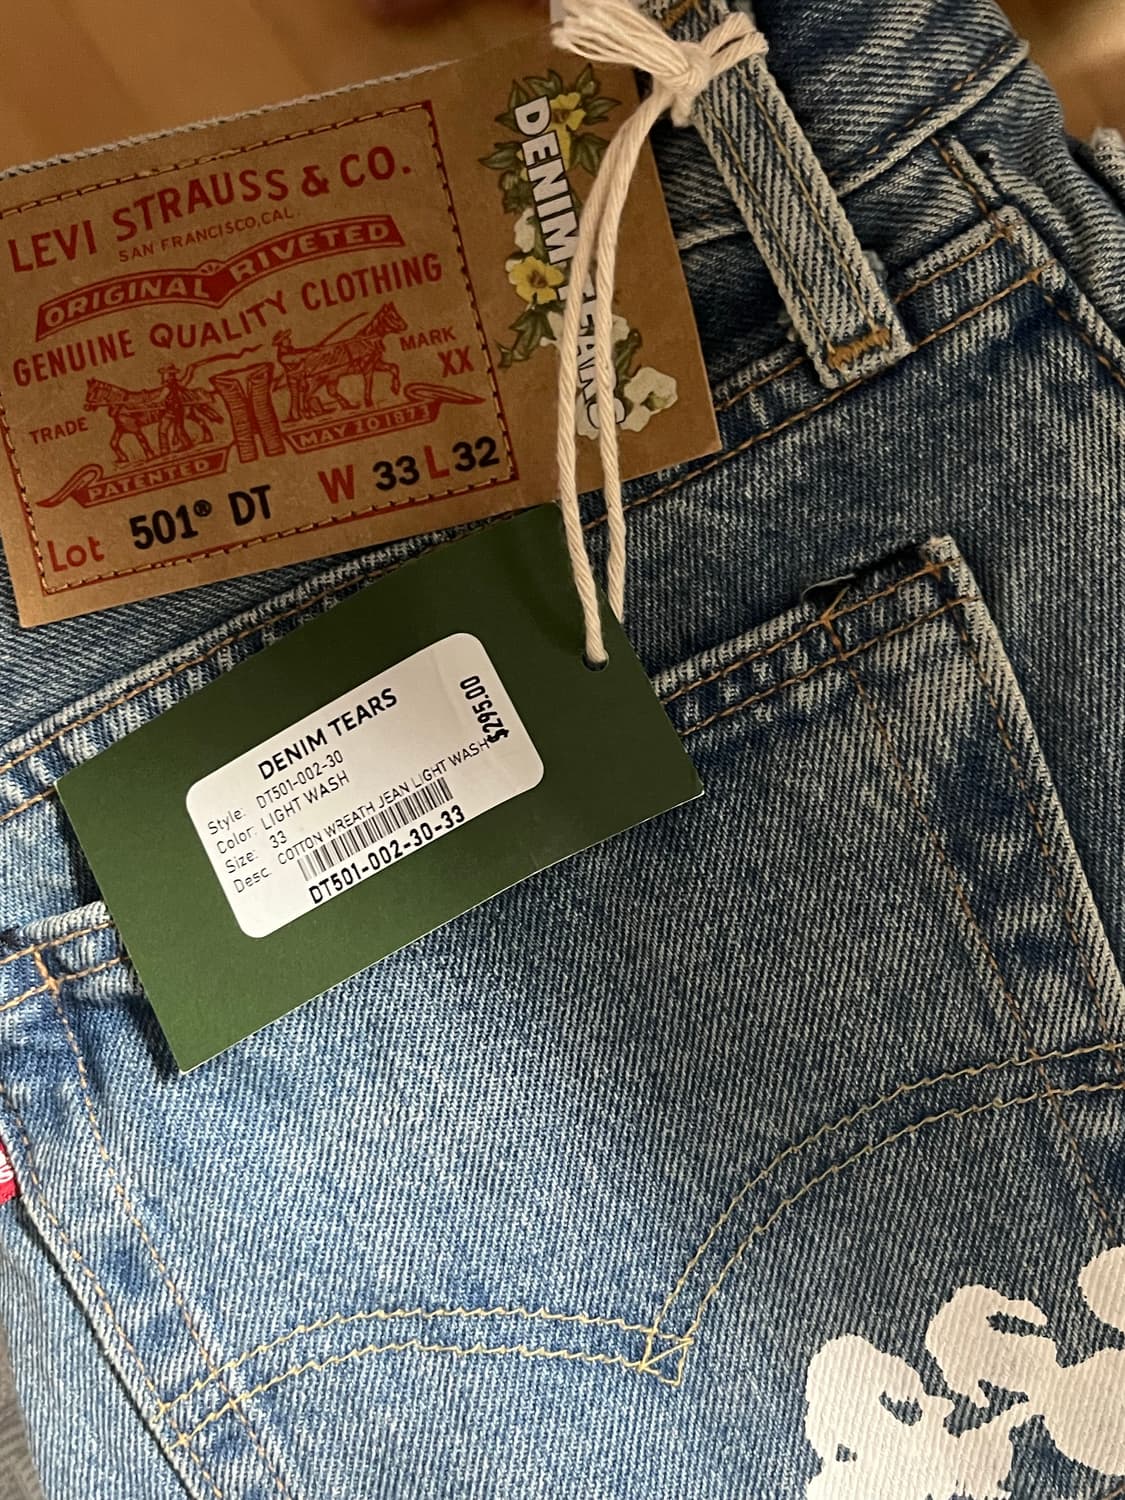 LEVI STRAUSS & CO.
SAN FRANCISCO, CAL.
ORIGINAL RIVETED
GENUINE QUALITY CLOTHING
TRADE MARK
XX
PATENTED MAY 20 1873
Lot 501® DT W 33 L 32
DENIM TEARS
DENIM TEARS
$295.00
Style: DT501-002-30
Color: LIGHT WASH
Size: 33
Desc. COTTON WREATH JEAN LIGHT WASH
DT501-002-30-33